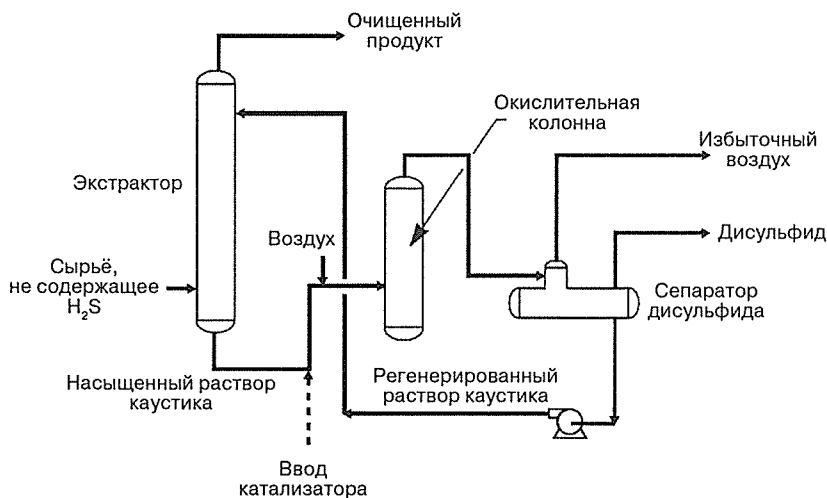 Очищенный
продукт
Окислительная
колонна
Избыточный
воздух
Экстрактор
Воздух
Дисульфид
Сырьё,
не содержащее
H₂S
Сепаратор
дисульфида
Насыщенный раствор
каустика
Регенерированный
раствор каустика
Ввод
катализатора